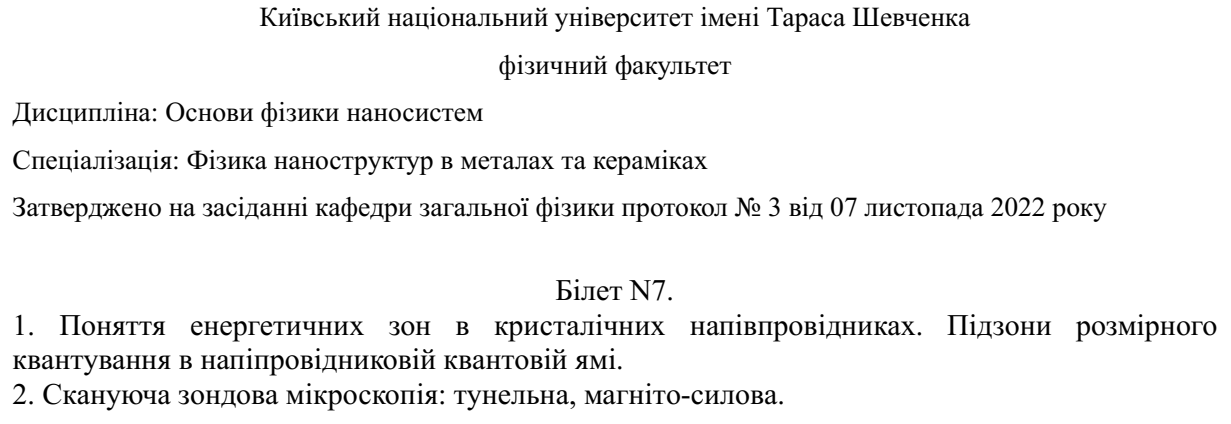 Київський національний університет імені Тараса Шевченка
фізичний факультет
Дисципліна: Основи фізики наносистем
Спеціалізація: Фізика наноструктур в металах та кераміках
Затверджено на засіданні кафедри загальної фізики протокол № 3 від 07 листопада 2022 року
Білет N7.
1. Поняття енергетичних зон в кристалічних напівпровідниках. Підзони розмірного
квантування в напіпровідниковій квантовій ямі.
2. Скануюча зондова мікроскопія: тунельна, магніто-силова.